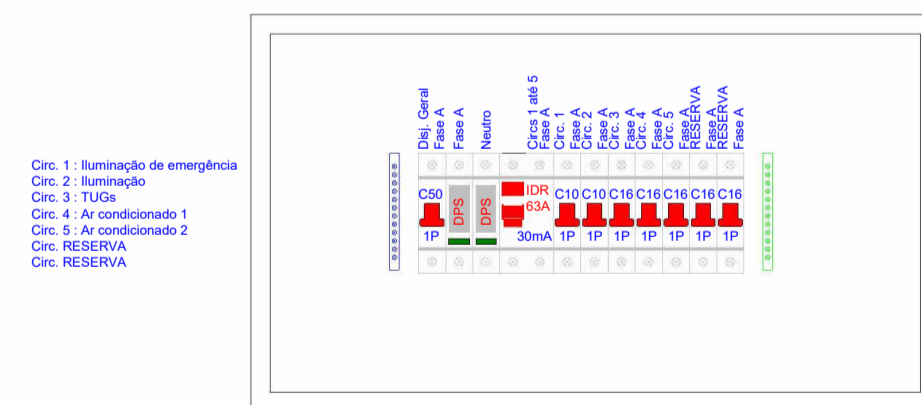 Disj. Geral
Fase A
Fase A
Neutro
Circs 1 até 5
Fase A
Circ. 1
Fase A
Circ. 2
Fase A
Circ. 3
Fase A
Circ. 4
Fase A
Circ. 5
Fase A
RESERVA
Fase A
RESERVA
Fase A
Circ. 1 : Iluminação de emergência
Circ. 2 : Iluminação
Circ. 3 : TUGs
Circ. 4 : Ar condicionado 1
Circ. 5 : Ar condicionado 2
Circ. RESERVA
Circ. RESERVA
C50
1P
DPS
DPS
IDR
63A
30mA
C10
1P
C10
1P
C16
1P
C16
1P
C16
1P
C16
1P
C16
1P